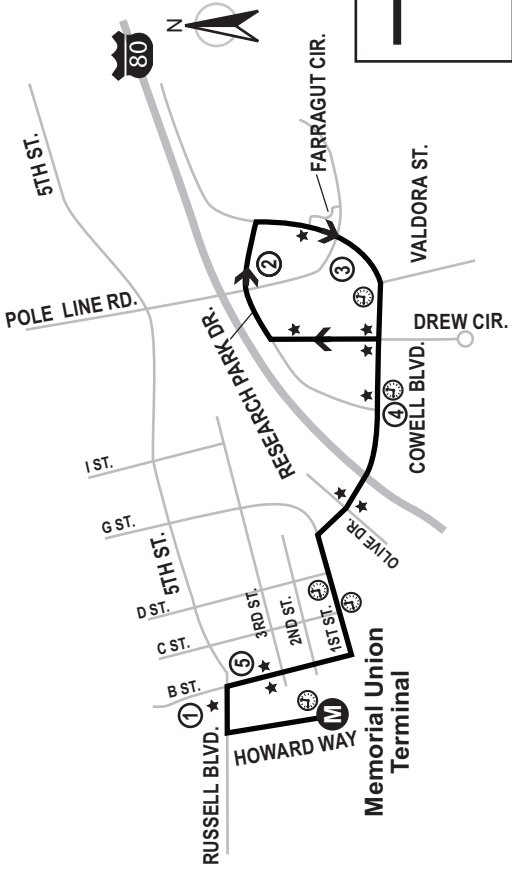 N
80
5TH ST.
POLE LINE RD.
FARRAGUT CIR.
VALDORA ST.
2
3
DREW CIR.
RESEARCH PARK DR.
COWELL BLVD.
4
I ST.
G ST.
5TH ST.
OLIVE DR.
D ST.
C ST.
B ST.
3RD ST.
2ND ST.
1ST ST.
5
1
RUSSELL BLVD.
HOWARD WAY
M
Memorial Union
Terminal